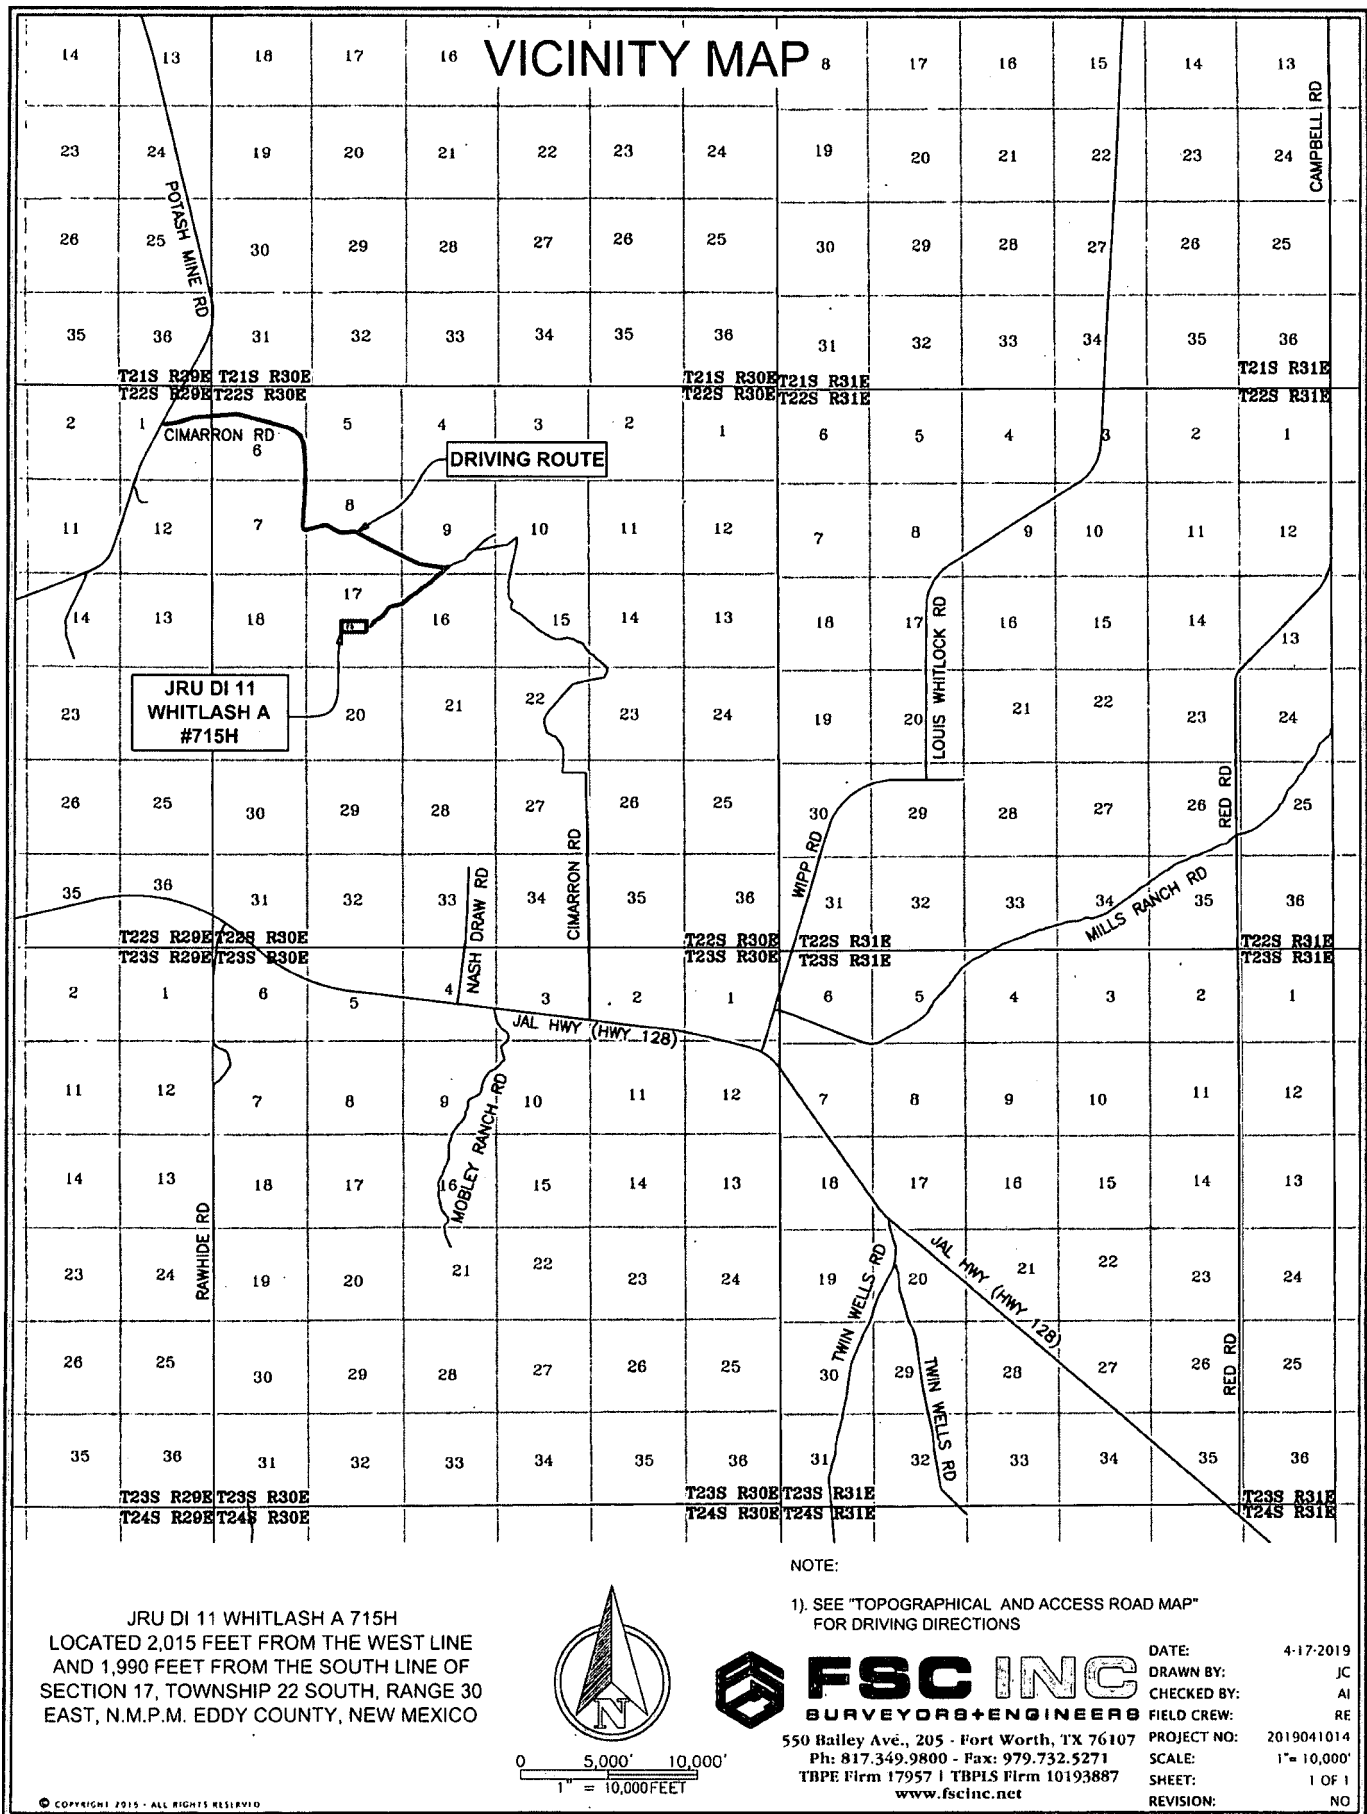 VICINITY MAP
14 13 18 17 16 8 17 16 15 14 13
CAMPBELL RD
23 24 19 20 21 22 23 24 19 20 21 22 23 24
POTASH MINE RD
26 25 30 29 28 27 26 25 30 29 28 27 26 25
35 36 31 32 33 34 35 36 31 32 33 34 35 36
T21S R29E T21S R30E T21S R30E T21S R31E T21S R31E
T22S R29E T22S R30E T22S R30E T22S R31E T22S R31E
2 1 6 5 4 3 2 1 6 5 4 3 2 1
CIMARRON RD
DRIVING ROUTE
11 12 7 8 9 10 11 12 7 8 9 10 11 12
14 13 18 17 16 15 14 13 18 17 16 15 14 13
LOUIS WHITLOCK RD
JRU DI 11
WHITLASH A
#715H
23 20 21 22 23 24 19 20 21 22 23 24
26 25 30 29 28 27 26 25 30 29 28 27 26 25
RED RD
CIMARRON RD
WIPP RD
35 36 31 32 33 34 35 36 31 32 33 34 35 36
NASH DRAW RD
MILLS RANCH RD
T22S R29E T22S R30E T22S R30E T22S R31E T22S R31E
T23S R29E T23S R30E T23S R30E T23S R31E T23S R31E
2 1 6 5 4 3 2 1 6 5 4 3 2 1
JAL HWY (HWY 128)
11 12 7 8 9 10 11 12 7 8 9 10 11 12
MOBLEY RANCH RD
14 13 18 17 16 15 14 13 18 17 16 15 14 13
RAWHIDE RD
23 24 19 20 21 22 23 24 19 20 21 22 23 24
TWIN WELLS RD
JAL HWY (HWY 128)
26 25 30 29 28 27 26 25 30 29 28 27 26 25
TWIN WELLS RD
RED RD
35 36 31 32 33 34 35 36 31 32 33 34 35 36
T23S R29E T23S R30E T23S R30E T23S R31E T23S R31E
T24S R29E T24S R30E T24S R30E T24S R31E T24S R31E
JRU DI 11 WHITLASH A 715H
LOCATED 2,015 FEET FROM THE WEST LINE
AND 1,990 FEET FROM THE SOUTH LINE OF
SECTION 17, TOWNSHIP 22 SOUTH, RANGE 30
EAST, N.M.P.M. EDDY COUNTY, NEW MEXICO
© COPYRIGHT 2015 - ALL RIGHTS RESERVED
N
0 5,000' 10,000'
1" = 10,000FEET
NOTE:
1). SEE "TOPOGRAPHICAL AND ACCESS ROAD MAP"
FOR DRIVING DIRECTIONS
FSC INC
SURVEYORS+ENGINEERS
550 Bailey Ave., 205 - Fort Worth, TX 76107
Ph: 817.349.9800 - Fax: 979.732.5271
TBPE Firm 17957 | TBPLS Firm 10193887
www.fscinc.net
DATE: 4-17-2019
DRAWN BY: JC
CHECKED BY: AI
FIELD CREW: RE
PROJECT NO: 2019041014
SCALE: 1"= 10,000'
SHEET: 1 OF 1
REVISION: NO